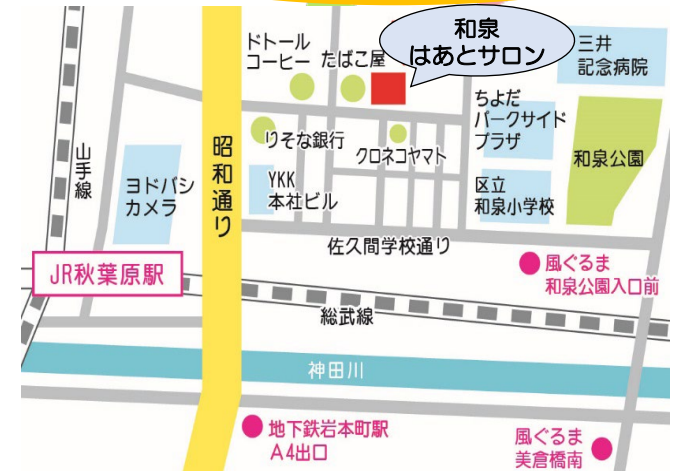 和泉
はあとサロン
ドトール
コーヒー
たばこ屋
三井
記念病院
ちよだ
パークサイド
プラザ
和泉公園
りそな銀行
クロネコヤマト
山手線
昭和通り
ヨドバシ
カメラ
YKK
本社ビル
区立
和泉小学校
佐久間学校通り
風ぐるま
和泉公園入口前
JR秋葉原駅
総武線
神田川
地下鉄岩本町駅
A4出口
風ぐるま
美倉橋南